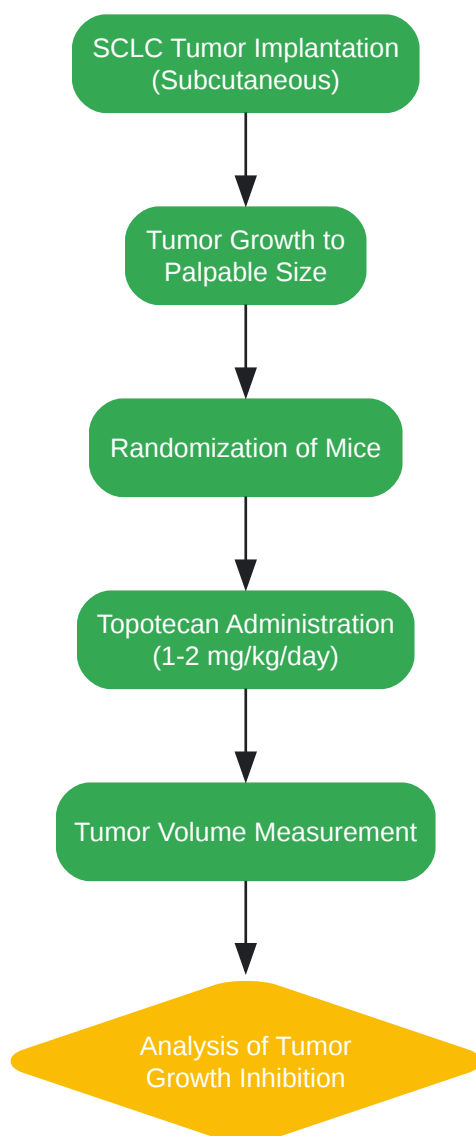 SCLC Tumor Implantation
(Subcutaneous)
Tumor Growth to
Palpable Size
Randomization of Mice
Topotecan Administration
(1-2 mg/kg/day)
Tumor Volume Measurement
Analysis of Tumor
Growth Inhibition